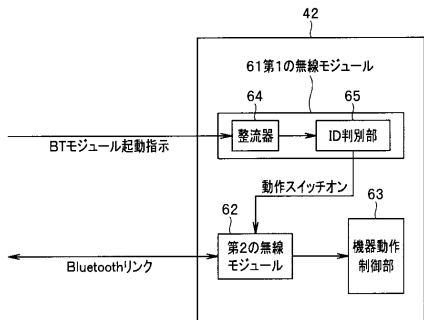 42
61第1の無線モジュール
64
65
整流器
ID判別部
BTモジュール起動指示
動作スイッチオン
62
63
第2の無線
モジュール
機器動作
制御部
Bluetoothリンク